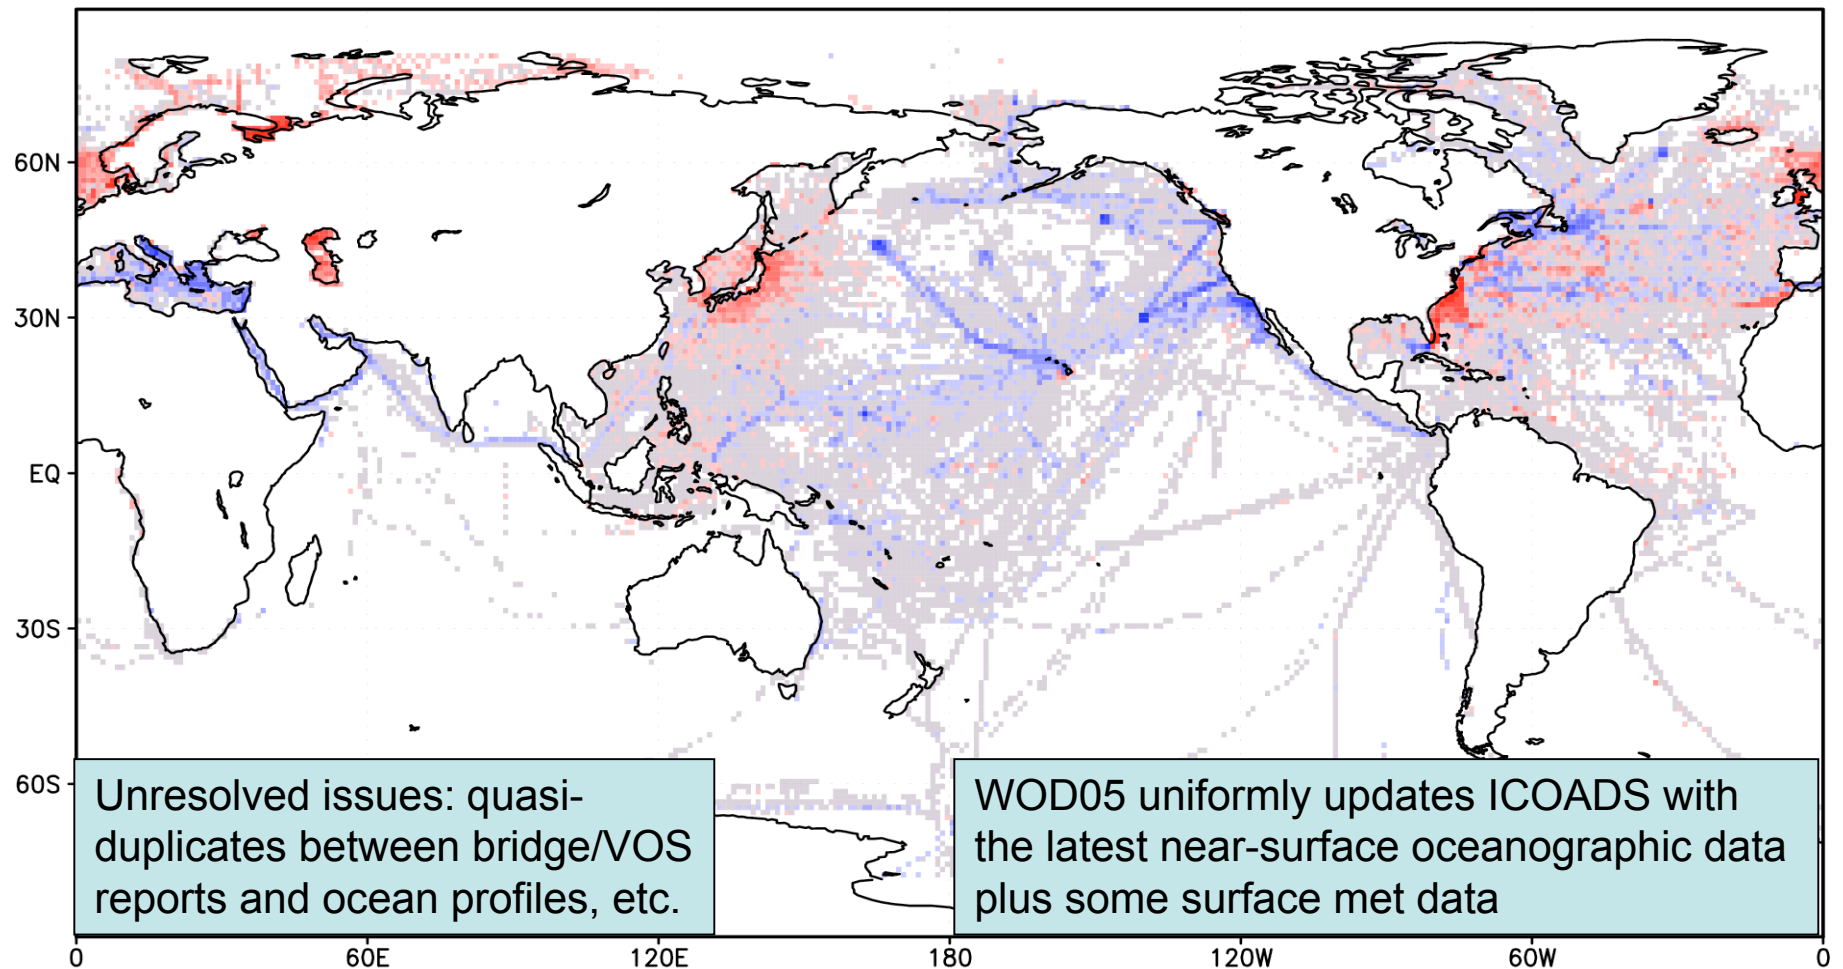 60N
30N
EQ
30S
60S
Unresolved issues: quasi-
duplicates between bridge/VOS
reports and ocean profiles, etc.
WOD05 uniformly updates ICOADS with
the latest near-surface oceanographic data
plus some surface met data
0 60E 120E 180 120W 60W 0